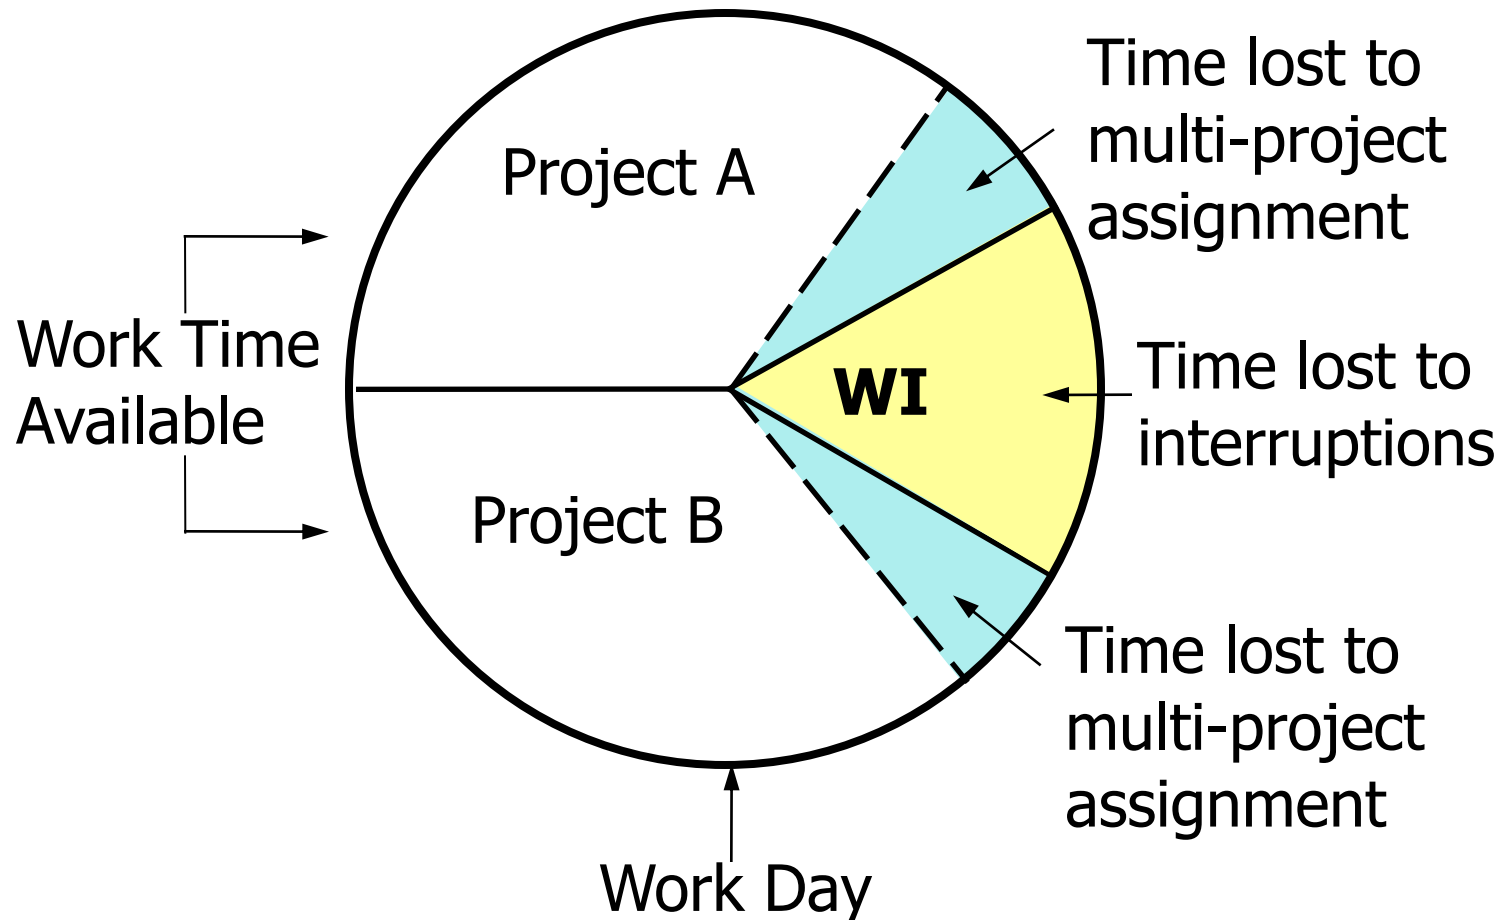 Time lost to
multi-project
assignment
Project A
Work Time
Available
WI
Time lost to
interruptions
Project B
Time lost to
multi-project
assignment
Work Day